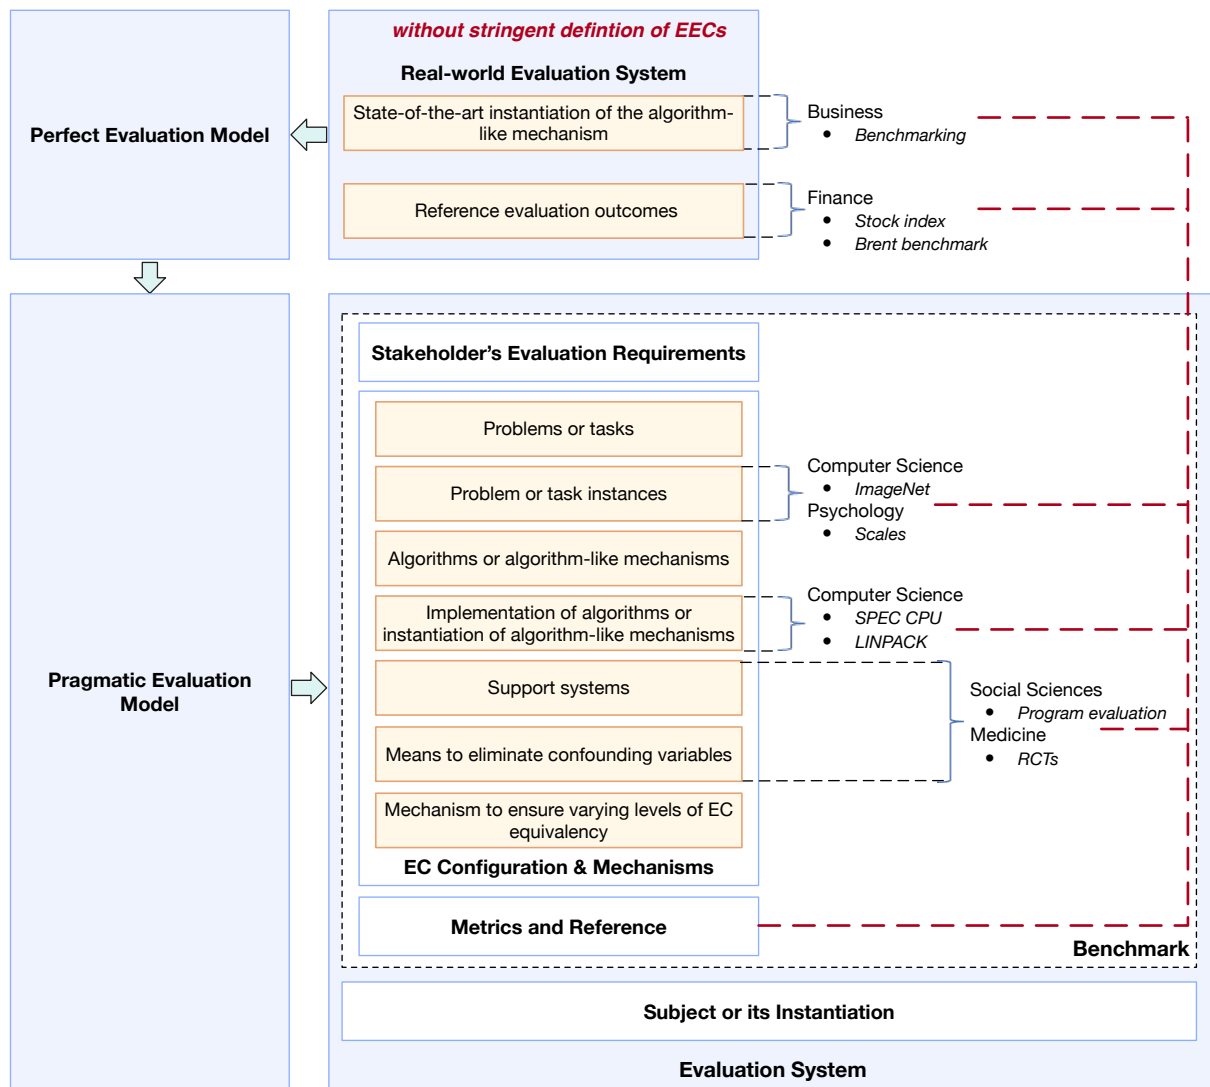 without stringent defintion of EECs
Real-world Evaluation System
Perfect Evaluation Model
State-of-the-art instantiation of the algorithm-
like mechanism
Business
• Benchmarking
Reference evaluation outcomes
Finance
• Stock index
• Brent benchmark
Pragmatic Evaluation
Model
Stakeholder's Evaluation Requirements
Problems or tasks
Problem or task instances
Computer Science
• ImageNet
Psychology
• Scales
Algorithms or algorithm-like mechanisms
Implementation of algorithms or
instantiation of algorithm-like mechanisms
Computer Science
• SPEC CPU
• LINPACK
Support systems
Means to eliminate confounding variables
Social Sciences
• Program evaluation
Medicine
• RCTs
Mechanism to ensure varying levels of EC
equivalency
EC Configuration & Mechanisms
Metrics and Reference
Benchmark
Subject or its Instantiation
Evaluation System